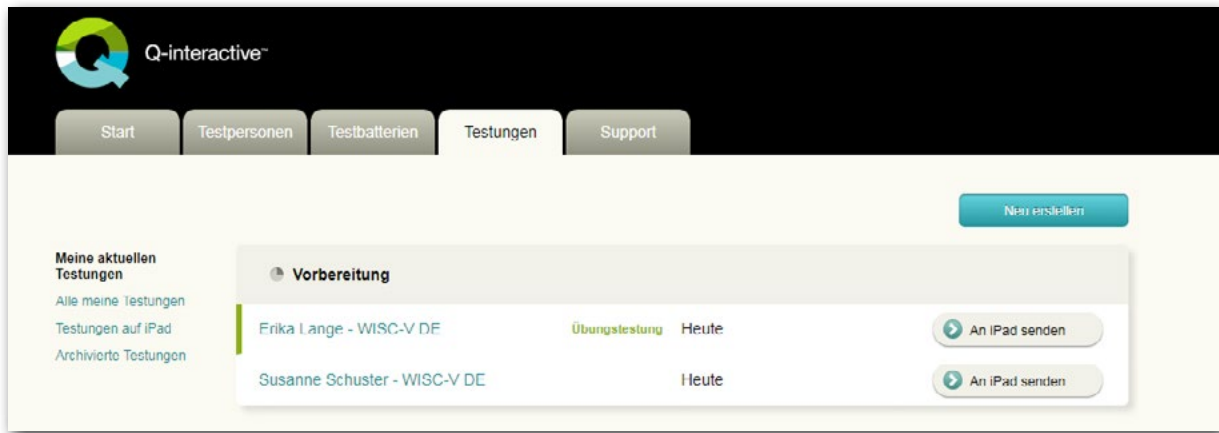 Q-interactive™
Start
Testpersonen
Testbatterien
Testungen
Support
Neu erstellen
Meine aktuellen
Testungen
Alle meine Testungen
Testungen auf iPad
Archivierte Testungen
Vorbereitung
Erika Lange - WISC-V DE Übungstestung Heute An iPad senden
Susanne Schuster - WISC-V DE Heute An iPad senden